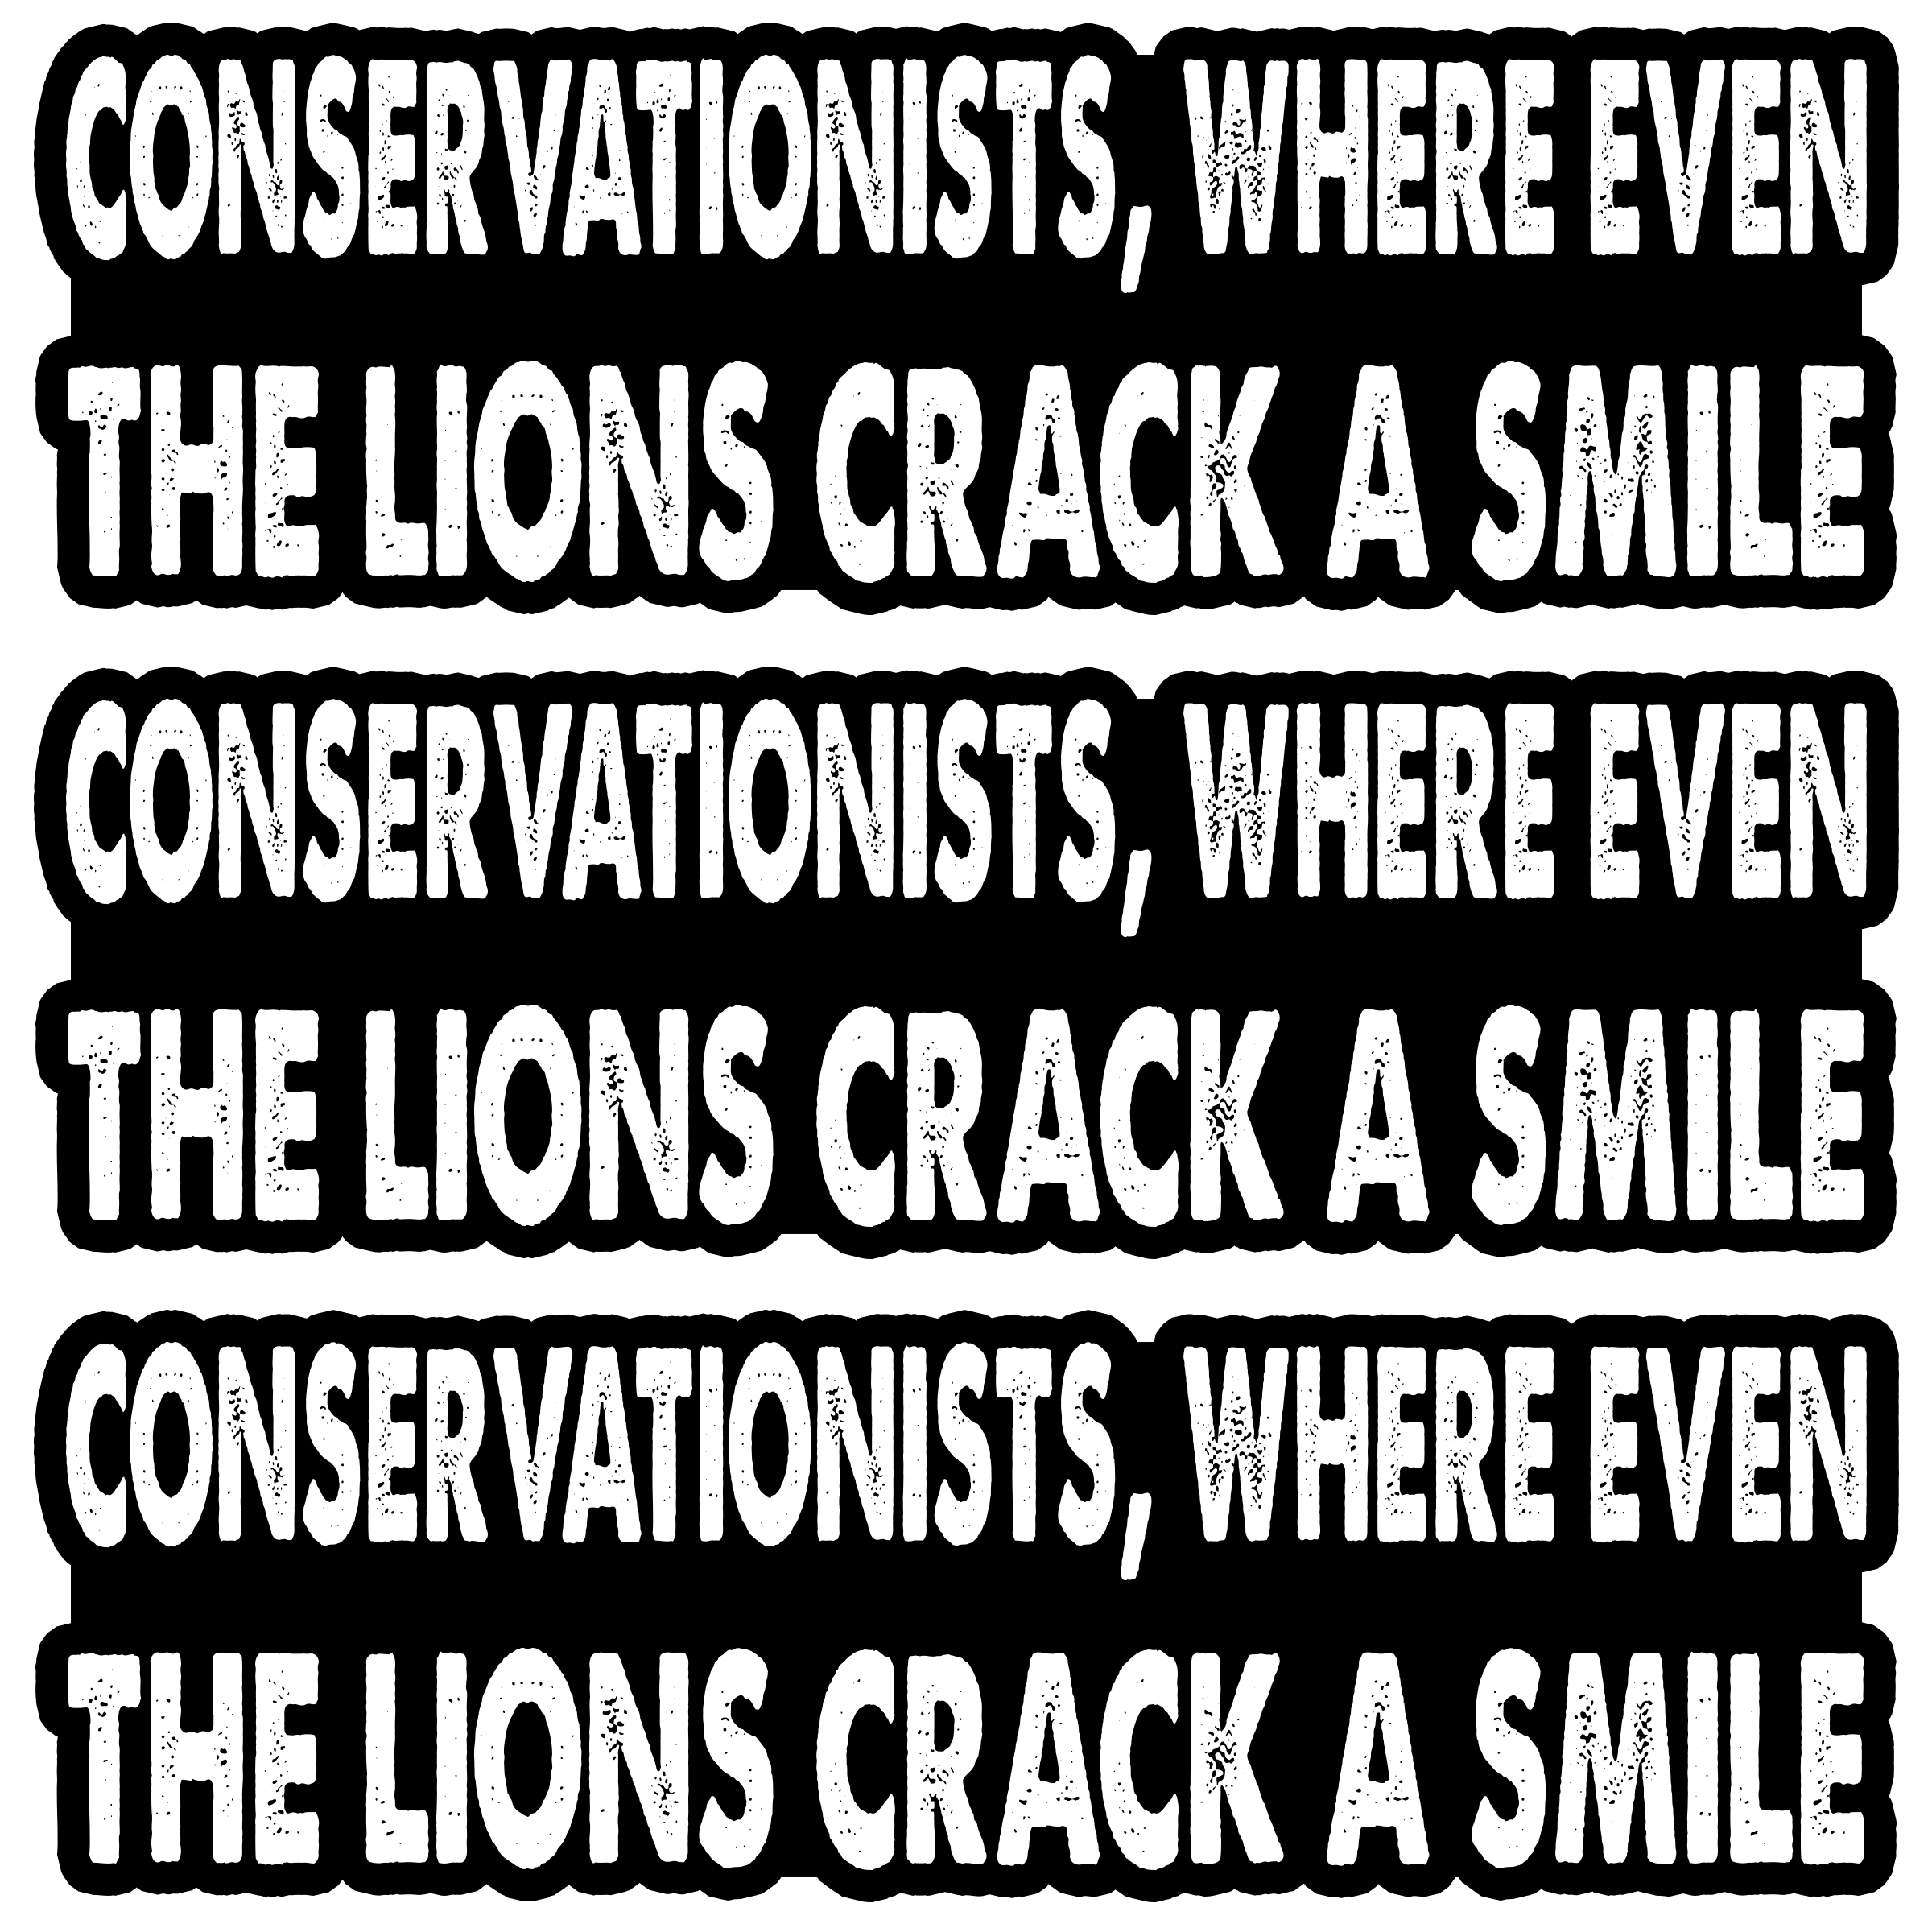 CONSERVATIONISTS, WHERE EVEN
THE LIONS CRACK A SMILE
CONSERVATIONISTS, WHERE EVEN
THE LIONS CRACK A SMILE
CONSERVATIONISTS, WHERE EVEN
THE LIONS CRACK A SMILE